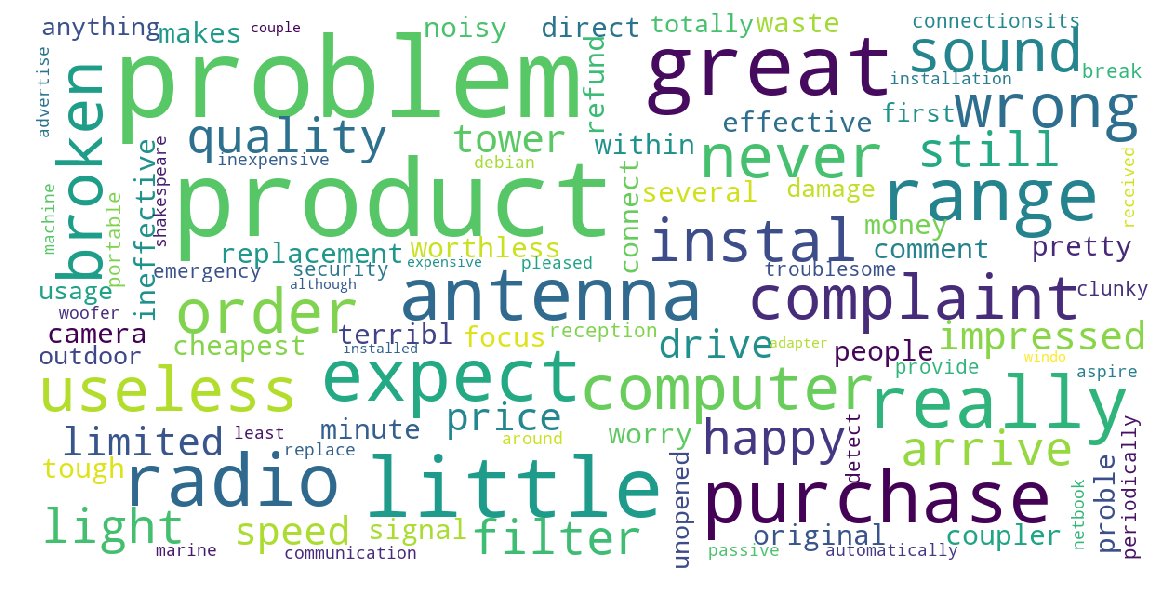 anything
makes
couple
noisy
direct
totally
waste
connectionsits
advertise
broken
problem
refund
great
sound
installation
break
wrong
quality
tower
within
effective
first
inexpensive
debian
never
still
ineffective
shakespeare
machine
portable
product
connect
several
damage
range
received
replacement
worthless
instal
money
comment
pretty
emergency
security
expensive
pleased
troublesome
although
usage
woofer
order
antenna
complaint
clunky
camera
terribl
focus
reception
impressed
outdoor
cheapest
installed
drive
adapter
people
windo
provide
aspire
useless
expect
computer
really
price
limited
least
minute
around
worry
happy
detect
arrive
replace
tough
radio
little
unopened
purchase
netbook
proble
periodically
light
speed
signal
filter
original
coupler
marine
communication
passive
automatically